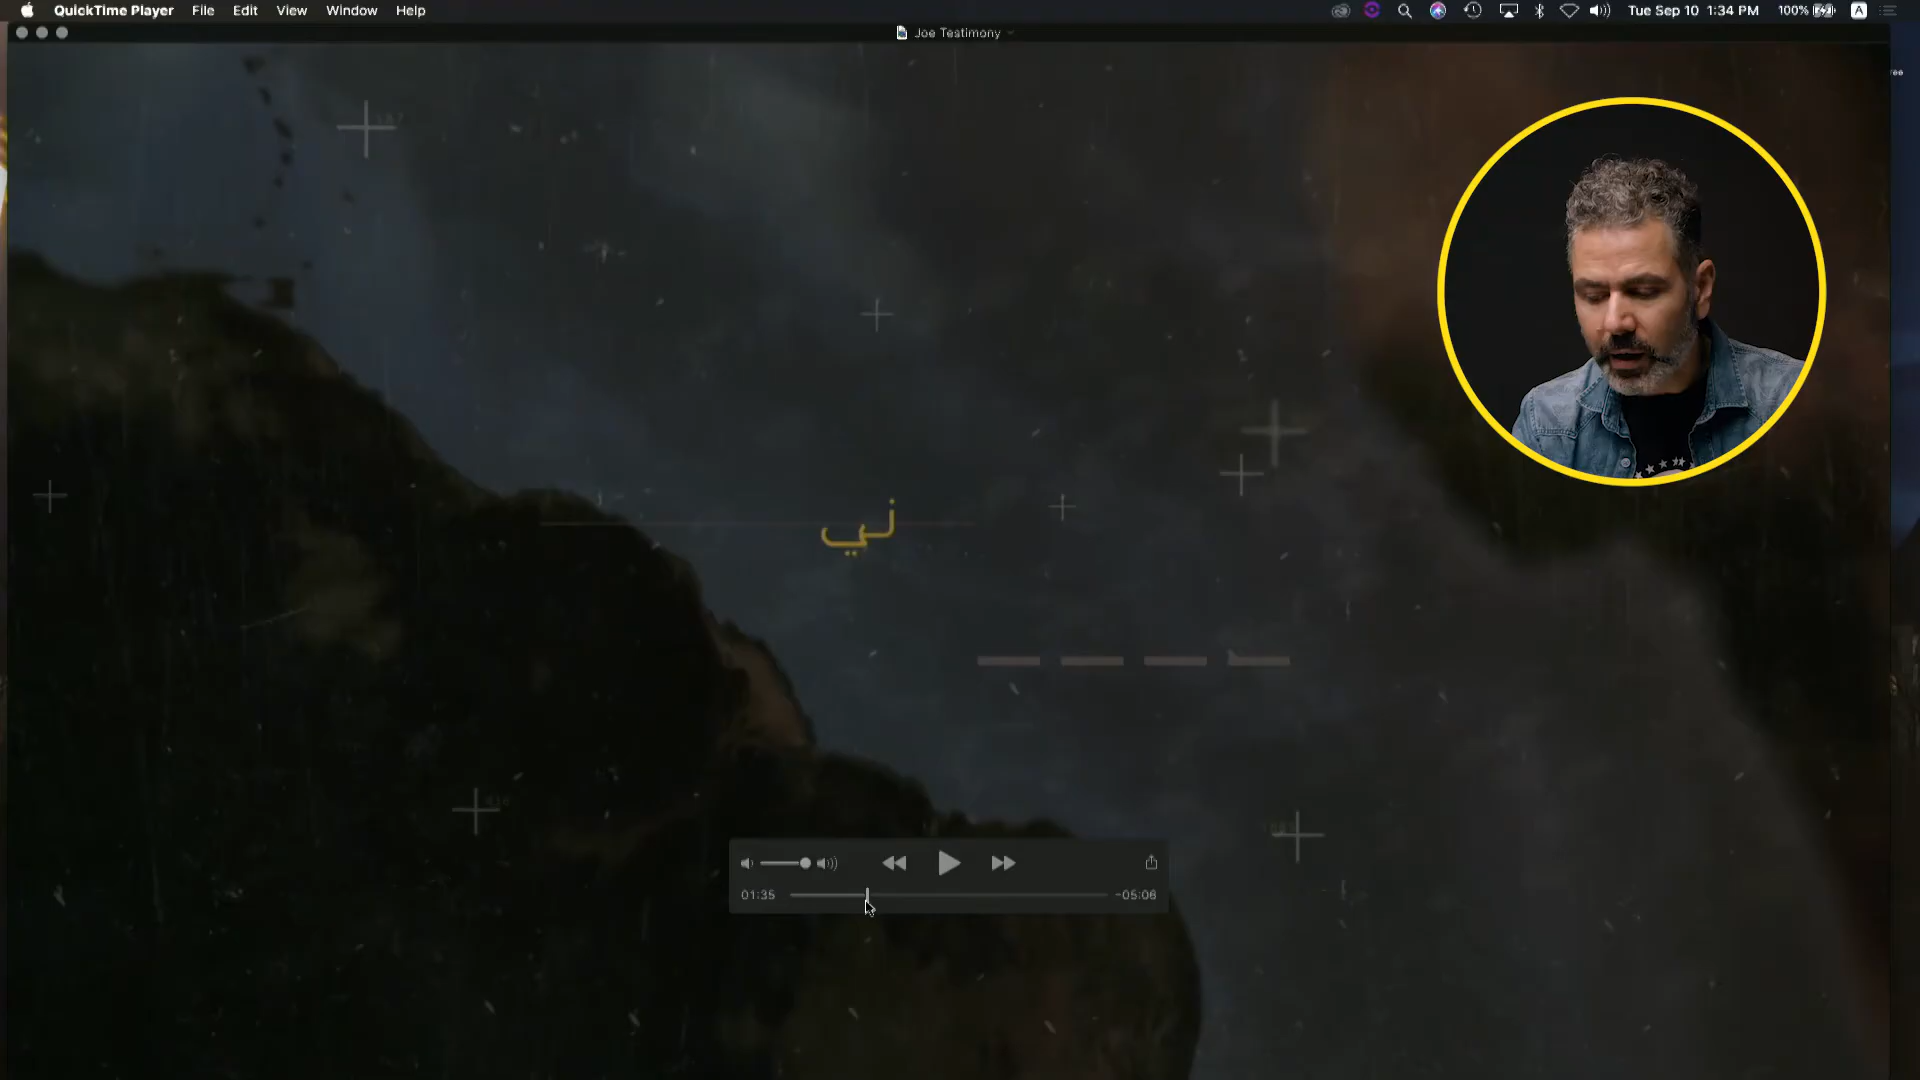 QuickTime Player File Edit View Window Help
Tue Sep 10 1:34 PM 100%
A
Joe Testimony
ني
01:35
-05:06